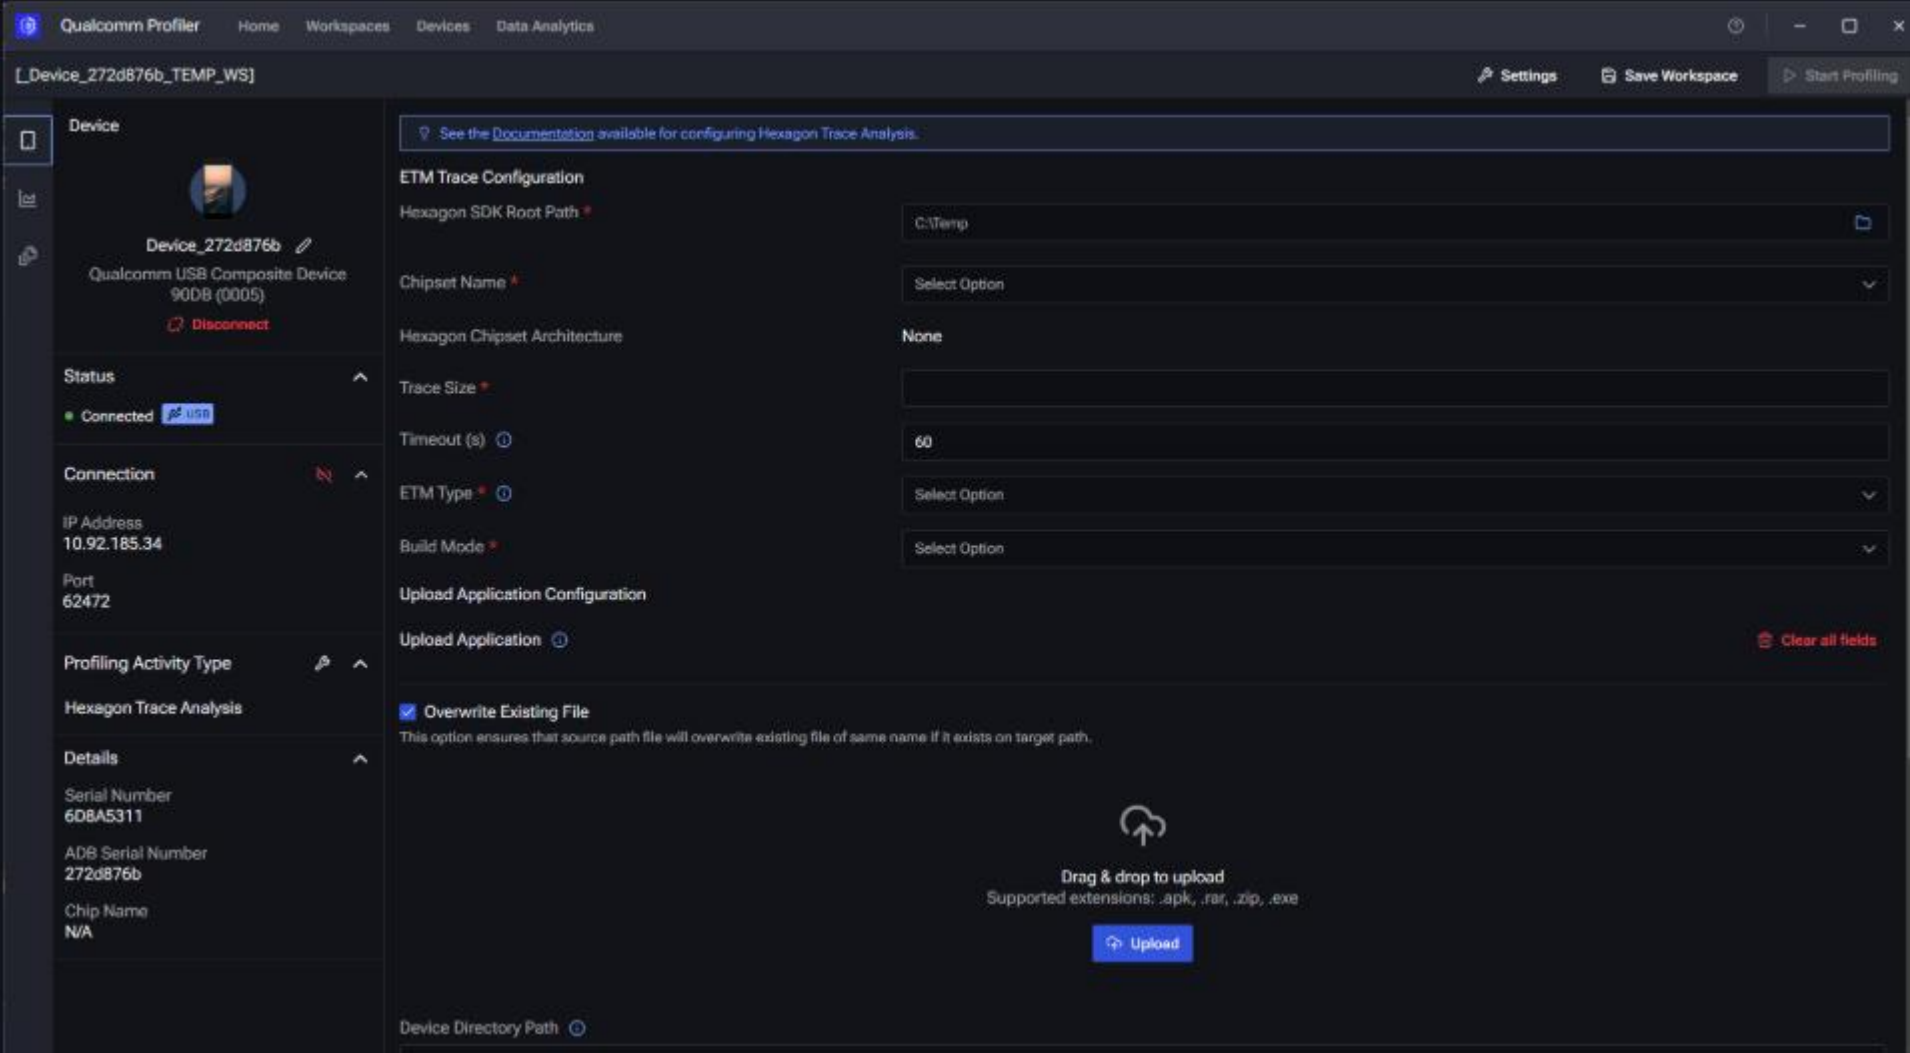 Qualcomm Profiler Home Workspaces Devices Data Analytics
[_Device_272d876b_TEMP_WS] Settings Save Workspace Start Profiling
Device
Device_272d876b
Qualcomm USB Composite Device
90DB (0005)
Disconnect
Status
Connected USB
Connection
IP Address
10.92.185.34
Port
62472
Profiling Activity Type
Hexagon Trace Analysis
Details
Serial Number
6D8A5311
ADB Serial Number
272d876b
Chip Name
N/A
See the Documentation available for configuring Hexagon Trace Analysis.
ETM Trace Configuration
Hexagon SDK Root Path *
C:\Temp
Chipset Name *
Select Option
Hexagon Chipset Architecture
None
Trace Size *
Timeout (s)
60
ETM Type *
Select Option
Build Mode *
Select Option
Upload Application Configuration
Upload Application
Clear all fields
Overwrite Existing File
This option ensures that source path file will overwrite existing file of same name if it exists on target path.
Drag & drop to upload
Supported extensions: .apk, .rar, .zip, .exe
Upload
Device Directory Path